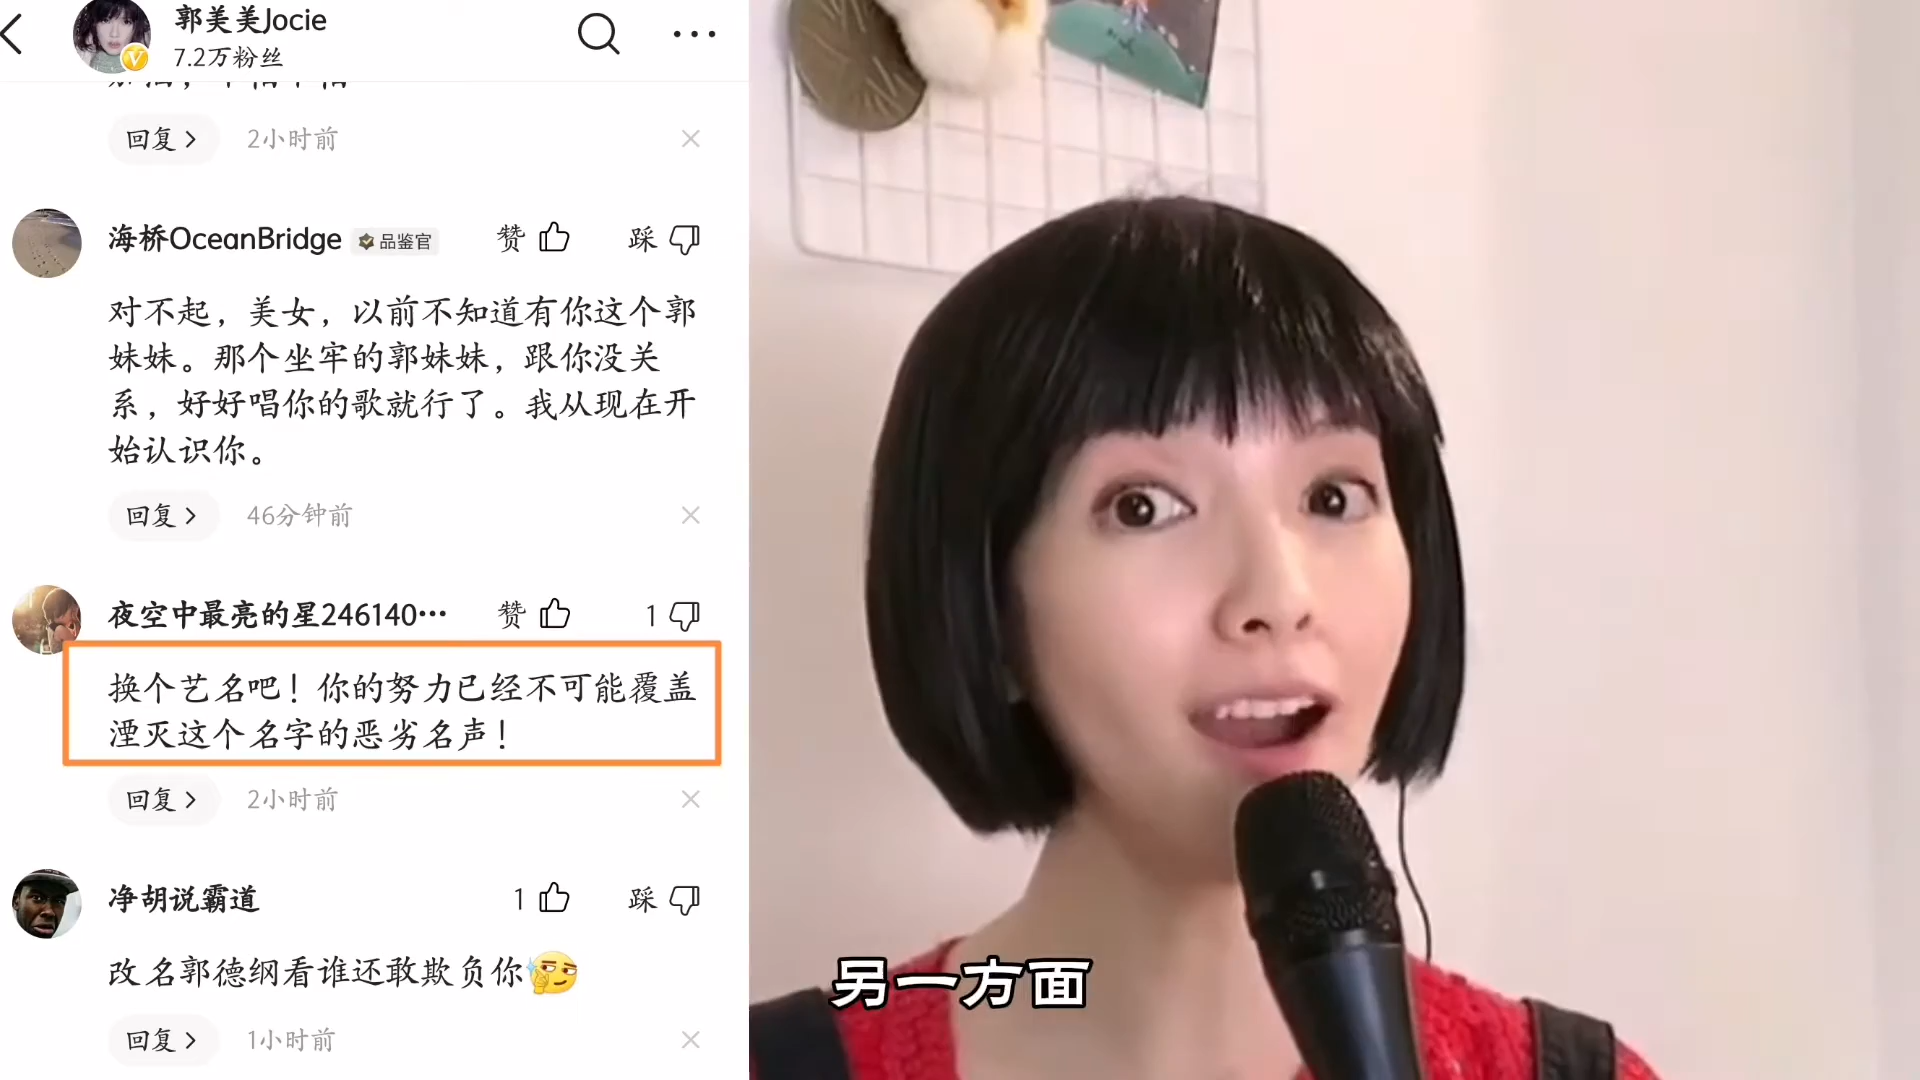 郭美美Jocie
7.2万粉丝
回复
2小时前
海桥OceanBridge
品鉴官
赞
踩
对不起，美女，以前不知道有你这个郭
妹妹。那个坐牢的郭妹妹，跟你没关
系，好好唱你的歌就行了。我从现在开
始认识你。
回复
46分钟前
夜空中最亮的星246140…
赞
1
换个艺名吧！你的努力已经不可能覆盖
湮灭这个名字的恶劣名声！
回复
2小时前
净胡说霸道
1
踩
改名郭德纲看谁还敢欺负你
回复
1小时前
另一方面